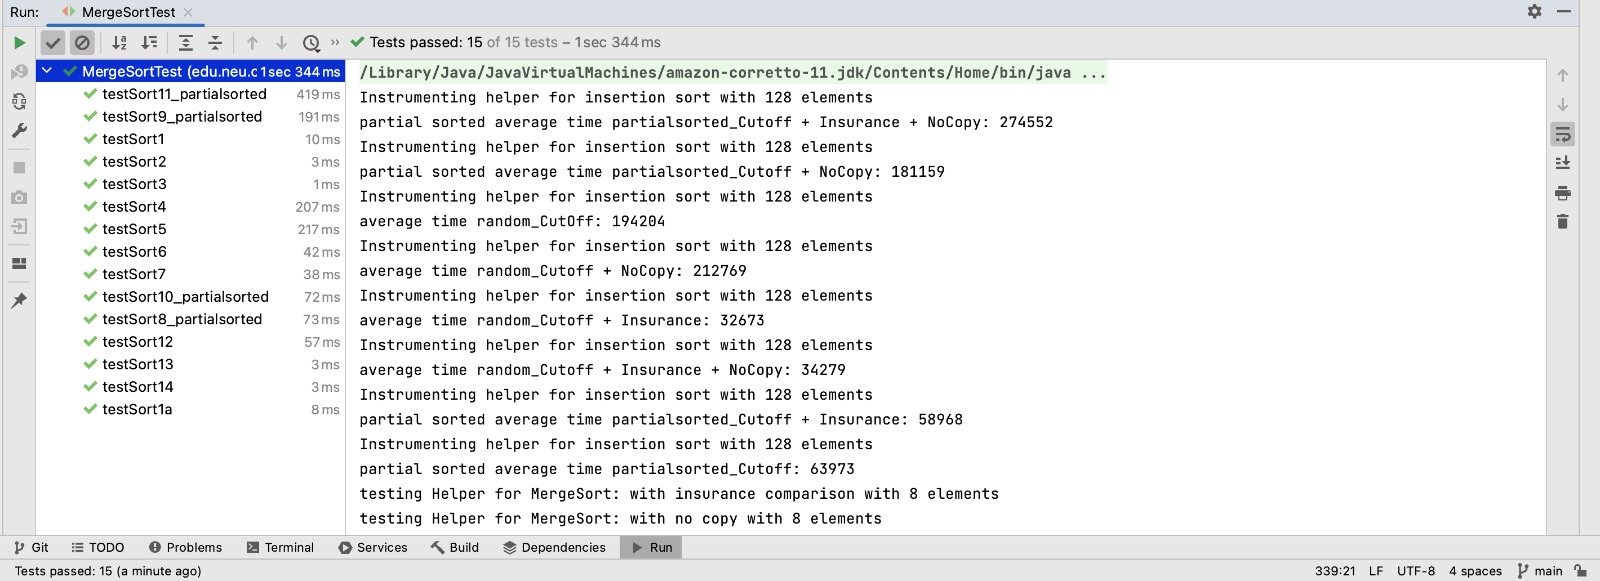 Run: MergeSortTest
Tests passed: 15 of 15 tests – 1 sec 344 ms
MergeSortTest (edu.neu.c 1 sec 344 ms
testSort11_partialsorted 419 ms
testSort9_partialsorted 191 ms
testSort1 10 ms
testSort2 3 ms
testSort3 1 ms
testSort4 207 ms
testSort5 217 ms
testSort6 42 ms
testSort7 38 ms
testSort10_partialsorted 72 ms
testSort8_partialsorted 73 ms
testSort12 57 ms
testSort13 3 ms
testSort14 3 ms
testSort1a 8 ms
/Library/Java/JavaVirtualMachines/amazon-corretto-11.jdk/Contents/Home/bin/java ...
Instrumenting helper for insertion sort with 128 elements
partial sorted average time partialsorted_Cutoff + Insurance + NoCopy: 274552
Instrumenting helper for insertion sort with 128 elements
partial sorted average time partialsorted_Cutoff + NoCopy: 181159
Instrumenting helper for insertion sort with 128 elements
average time random_CutOff: 194204
Instrumenting helper for insertion sort with 128 elements
average time random_Cutoff + NoCopy: 212769
Instrumenting helper for insertion sort with 128 elements
average time random_Cutoff + Insurance: 32673
Instrumenting helper for insertion sort with 128 elements
average time random_Cutoff + Insurance + NoCopy: 34279
Instrumenting helper for insertion sort with 128 elements
partial sorted average time partialsorted_Cutoff + Insurance: 58968
Instrumenting helper for insertion sort with 128 elements
partial sorted average time partialsorted_Cutoff: 63973
testing Helper for MergeSort: with insurance comparison with 8 elements
testing Helper for MergeSort: with no copy with 8 elements
Git TODO Problems Terminal Services Build Dependencies Run
Tests passed: 15 (a minute ago) 339:21 LF UTF-8 4 spaces main